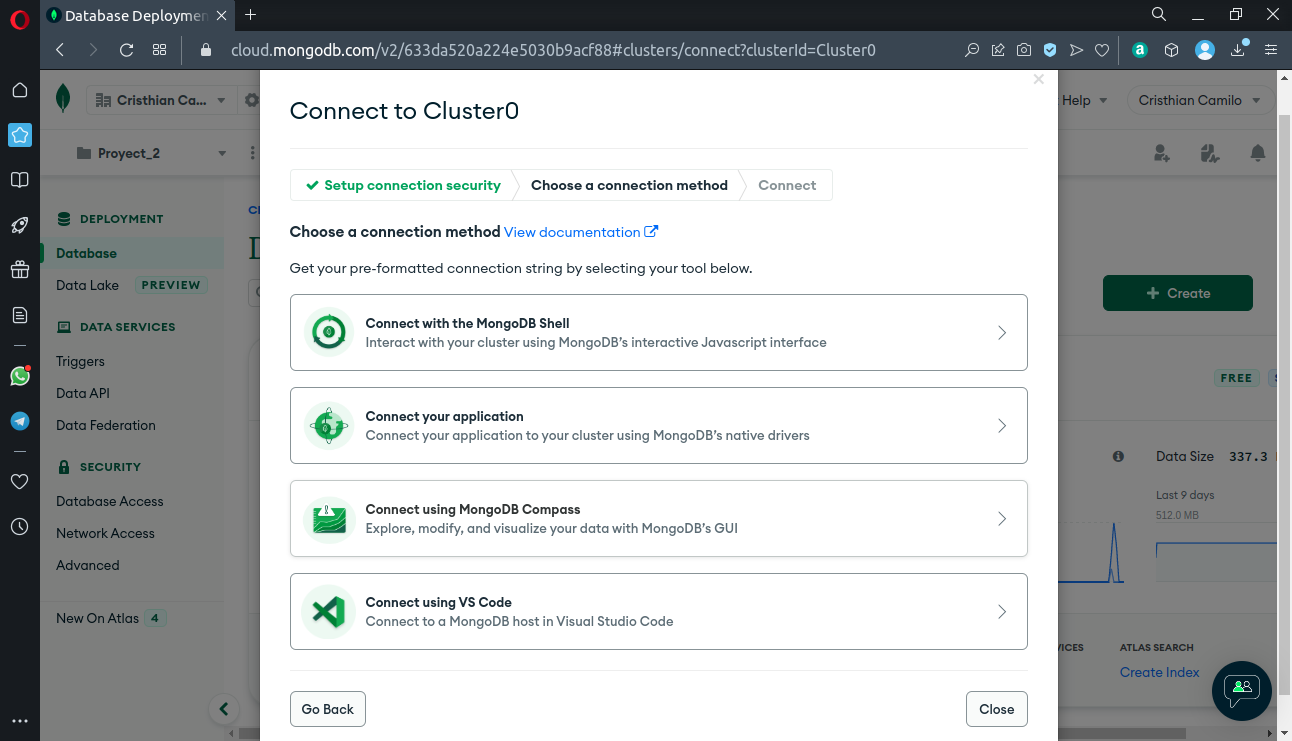 Database Deploymen
cloud.mongodb.com/v2/633da520a224e5030b9acf88#clusters/connect?clusterId=Cluster0
Cristhian Ca...
Help
Cristhian Camilo
Proyect_2
DEPLOYMENT
Database
Data Lake PREVIEW
DATA SERVICES
Triggers
Data API
Data Federation
SECURITY
Database Access
Network Access
Advanced
New On Atlas 4
Connect to Cluster0
Setup connection security
Choose a connection method
Connect
Choose a connection method View documentation
Get your pre-formatted connection string by selecting your tool below.
Connect with the MongoDB Shell
Interact with your cluster using MongoDB's interactive Javascript interface
Connect your application
Connect your application to your cluster using MongoDB's native drivers
Connect using MongoDB Compass
Explore, modify, and visualize your data with MongoDB's GUI
Connect using VS Code
Connect to a MongoDB host in Visual Studio Code
Go Back
Close
+ Create
FREE
Data Size 337.3
Last 9 days
512.0 MB
VICES
ATLAS SEARCH
Create Index